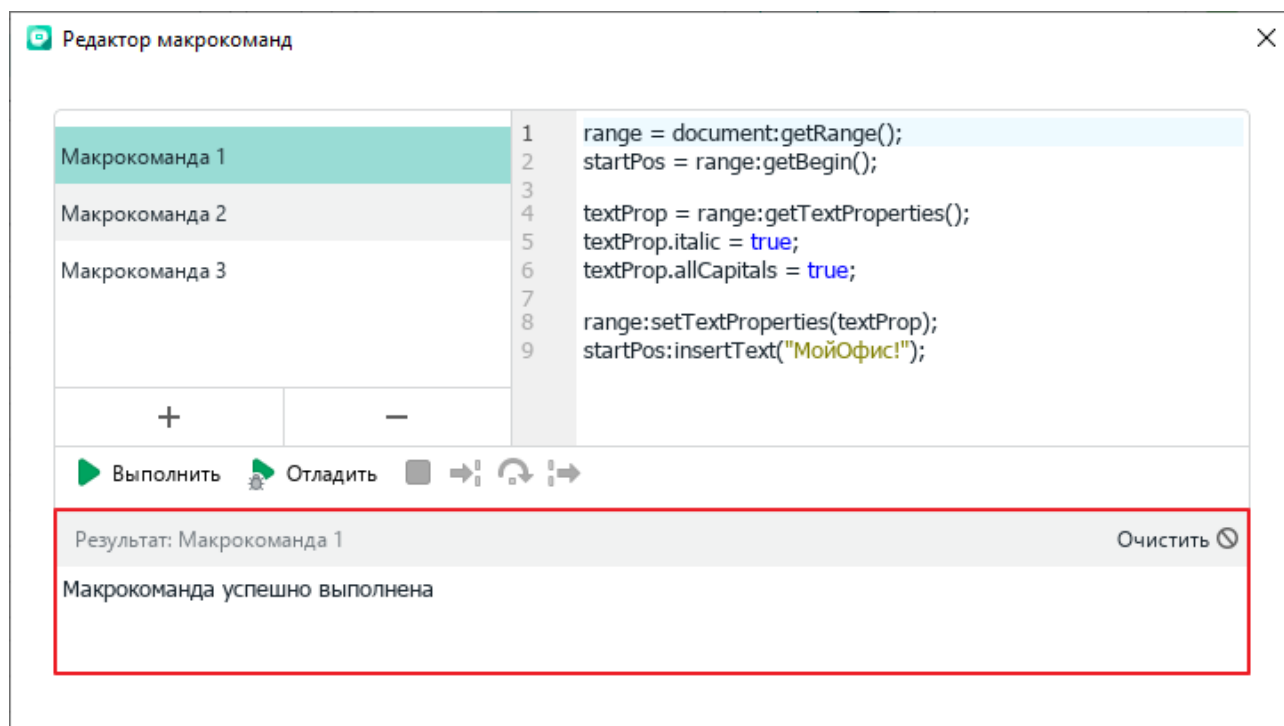 Редактор макрокоманд
Макрокоманда 1
Макрокоманда 2
Макрокоманда 3
+ −
1 range = document:getRange();
2 startPos = range:getBegin();
3
4 textProp = range:getTextProperties();
5 textProp.italic = true;
6 textProp.allCapitals = true;
7
8 range:setTextProperties(textProp);
9 startPos:insertText("МойОфис!");
Выполнить Отладить
Результат: Макрокоманда 1 Очистить
Макрокоманда успешно выполнена